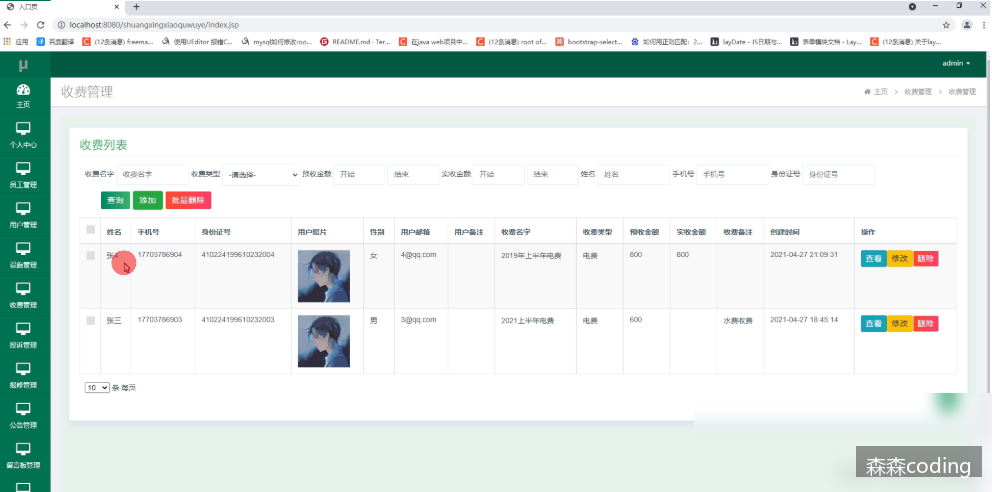 入口页
localhost:8080/shuangxingxiaoquwuye/index.jsp
应用 百度翻译 (12条消息) freema... 使用UEditor 报错C... mysql如何修改roo... README.md · Ter... 在java web项目中... (12条消息) root of... bootstrap-select... 如何用正则匹配：2... layDate - JS日期与... 表单模块文档 - Lay... (12条消息) 关于lay...
μ
admin
主页
个人中心
员工管理
用户管理
设施管理
收费管理
投诉管理
报修管理
公告管理
留言板管理
收费管理
主页 > 收费管理 > 收费管理
收费列表
收费名字 收费名字 收费类型 -请选择- 预收金额 开始 结束 实收金额 开始 结束 姓名 姓名 手机号 手机号 身份证号 身份证号
查询 添加 批量删除
姓名 手机号 身份证号 用户照片 性别 用户邮箱 用户备注 收费名字 收费类型 预收金额 实收金额 收费备注 创建时间 操作
17703786904 410224199610232004 女 4@qq.com 2019年上半年电费 电费 800 800 2021-04-27 21:09:31 查看 修改 删除
张三 17703786903 410224199610232003 男 3@qq.com 2021上半年电费 电费 600 水费收费 2021-04-27 18:45:14 查看 修改 删除
10 条 每页
森森coding